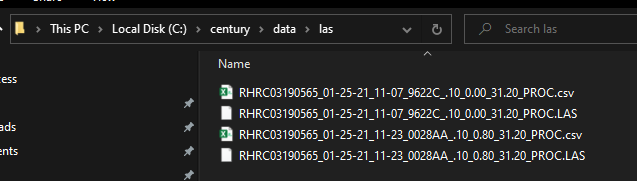 This PC > Local Disk (C:) > century > data > las
Search las
Name
RHRC03190565_01-25-21_11-07_9622C_.10_0.00_31.20_PROC.csv
RHRC03190565_01-25-21_11-07_9622C_.10_0.00_31.20_PROC.LAS
RHRC03190565_01-25-21_11-23_0028AA_.10_0.80_31.20_PROC.csv
RHRC03190565_01-25-21_11-23_0028AA_.10_0.80_31.20_PROC.LAS
cess
ads
ents